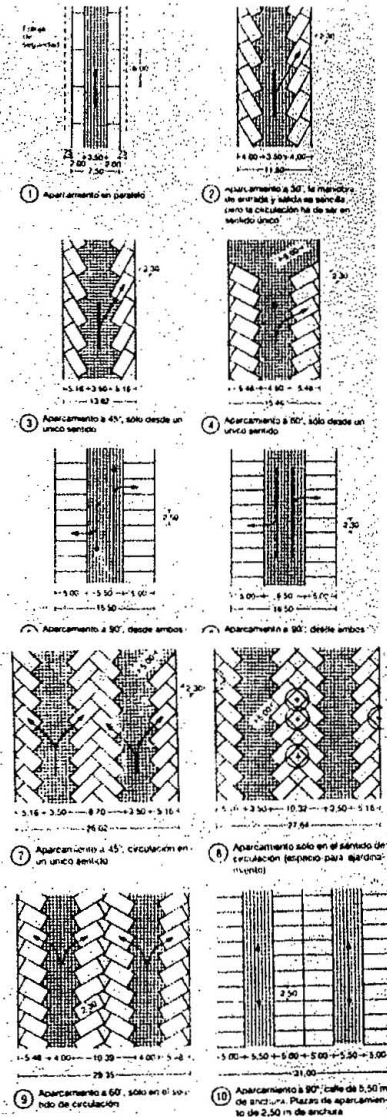 de
seguridad
6.00
3.50
2.00 2.00
7.50
1 Aparcamiento en paralelo
2.30
4.00 3.50 4.00
11.50
2 Aparcamiento a 30°, la maniobra
de entrada y salida es sencilla,
pero la circulación ha de ser en
sentido único
2.30
5.16 3.50 5.16
13.82
3 Aparcamiento a 45°, sólo desde un
unico sentido
2.30
5.48 5.48
4 Aparcamiento a 60°, sólo desde un
unico sentido
2.50
5.00 5.50 5.00
15.50
Aparcamiento a 90°, desde ambos
2.30
5.00 6.50 5.00
16.50
Aparcamiento a 90°, desde ambos
5.00
2.30
5.16 3.50 8.70 3.50 5.16
26.02
7 Aparcamiento a 45°, circulación en
un unico sentido
5.00
3.50 10.32 3.50 5.16
27.64
8 Aparcamiento sólo en el sentido de
circulación (espacio para ajardina-
miento)
2.30
5.48 4.00 10.39 4.00
29.35
9 Aparcamiento a 60°, sólo en el sen-
tido de circulación
2.50
5.00 5.50 5.00 5.00 5.50 5.00
31.00
10 Aparcamiento a 90°, calle de 5,50 m
de anchura. Plazas de aparcamien-
to de 2,50 m de anchura